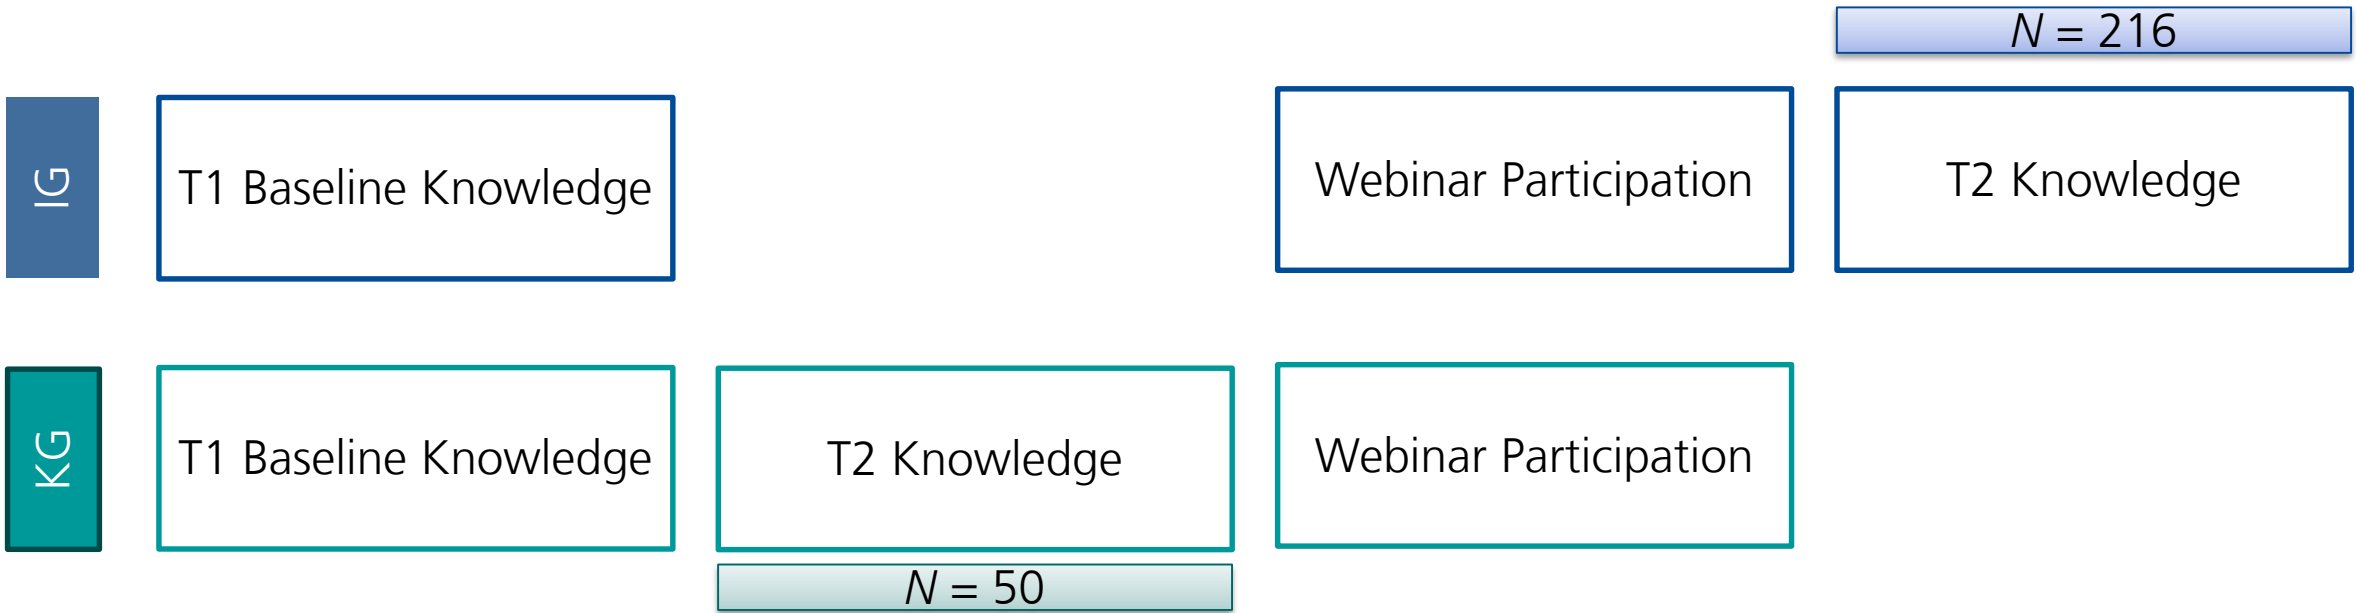 N = 216
IG
T1 Baseline Knowledge
Webinar Participation
T2 Knowledge
KG
T1 Baseline Knowledge
T2 Knowledge
Webinar Participation
N = 50